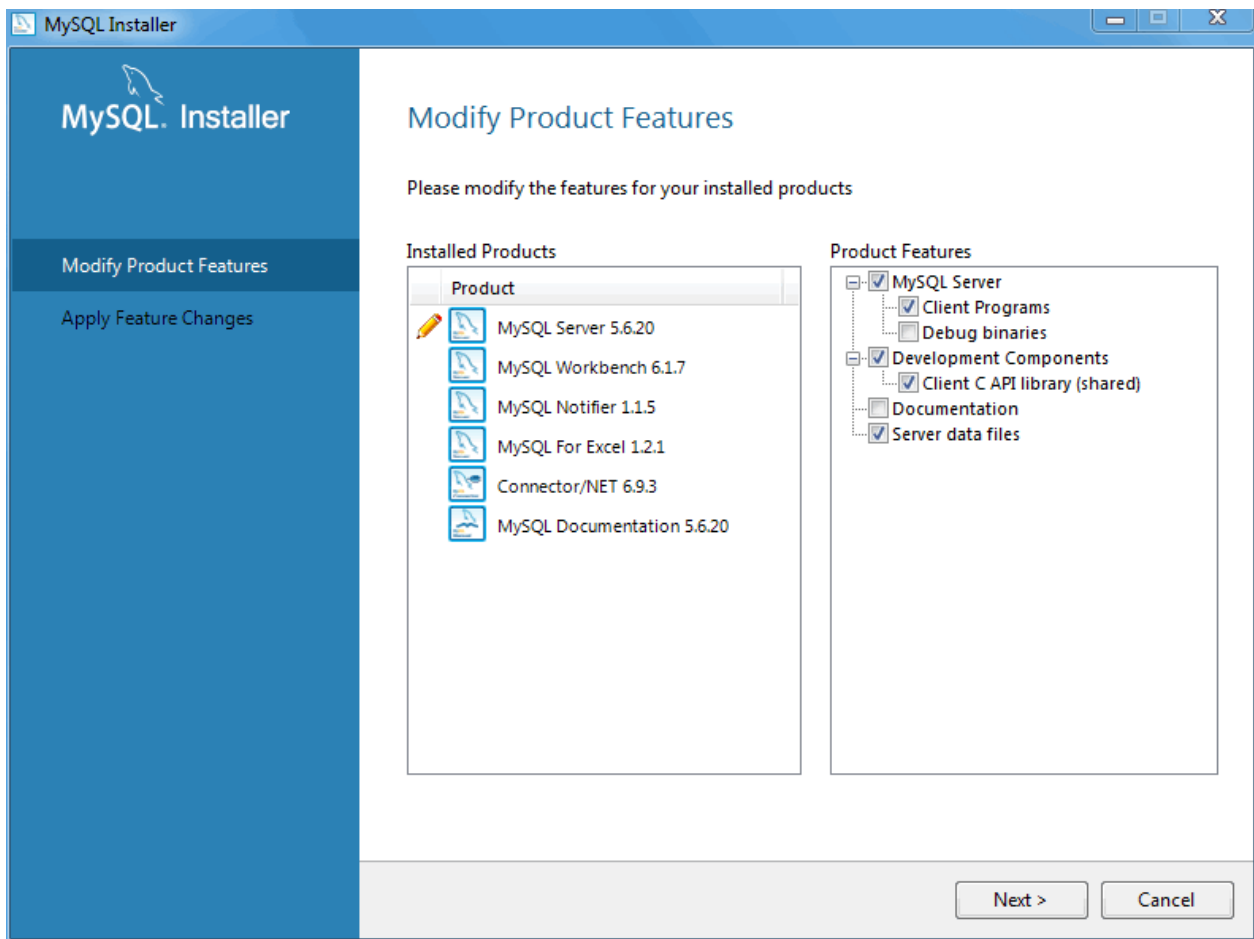 MySQL Installer
MySQL. Installer
Modify Product Features
Apply Feature Changes
Modify Product Features
Please modify the features for your installed products
Installed Products
Product
MySQL Server 5.6.20
MySQL Workbench 6.1.7
MySQL Notifier 1.1.5
MySQL For Excel 1.2.1
Connector/NET 6.9.3
MySQL Documentation 5.6.20
Product Features
MySQL Server
Client Programs
Debug binaries
Development Components
Client C API library (shared)
Documentation
Server data files
Next >
Cancel